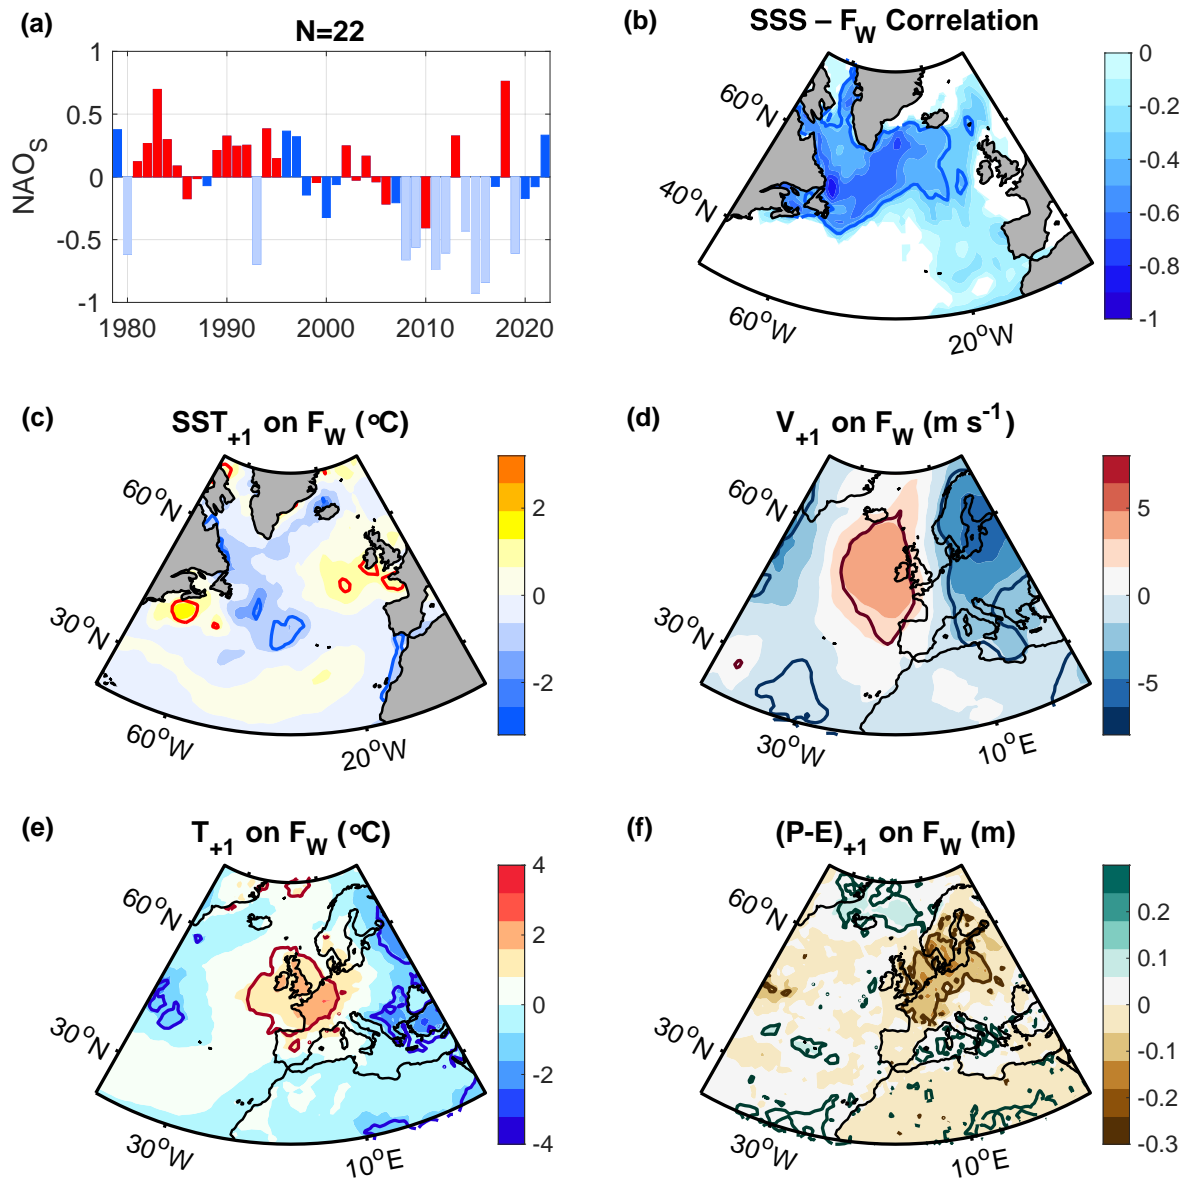 (a)
N=22
NAO_S
1
0.5
0
-0.5
-1
1980 1990 2000 2010 2020
(b)
SSS – F_W Correlation
60°N
40°N
60°W
20°W
0
-0.2
-0.4
-0.6
-0.8
-1
(c)
SST_+1 on F_W (°C)
60°N
30°N
60°W
20°W
2
0
-2
(d)
V_+1 on F_W (m s^-1)
60°N
30°N
30°W
10°E
5
0
-5
(e)
T_+1 on F_W (°C)
60°N
30°N
30°W
10°E
4
2
0
-2
-4
(f)
(P-E)_+1 on F_W (m)
60°N
30°N
30°W
10°E
0.2
0.1
0
-0.1
-0.2
-0.3